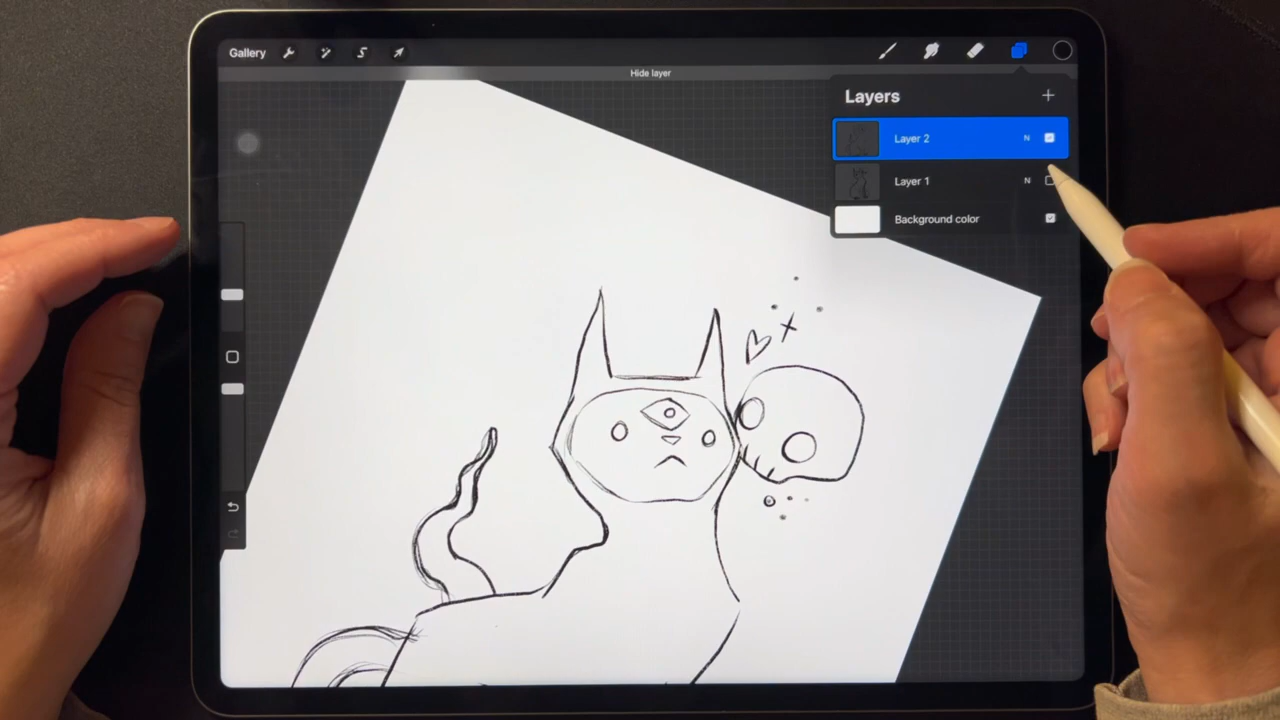 Gallery
Hide layer
Layers
Layer 2 N
Layer 1 N
Background color